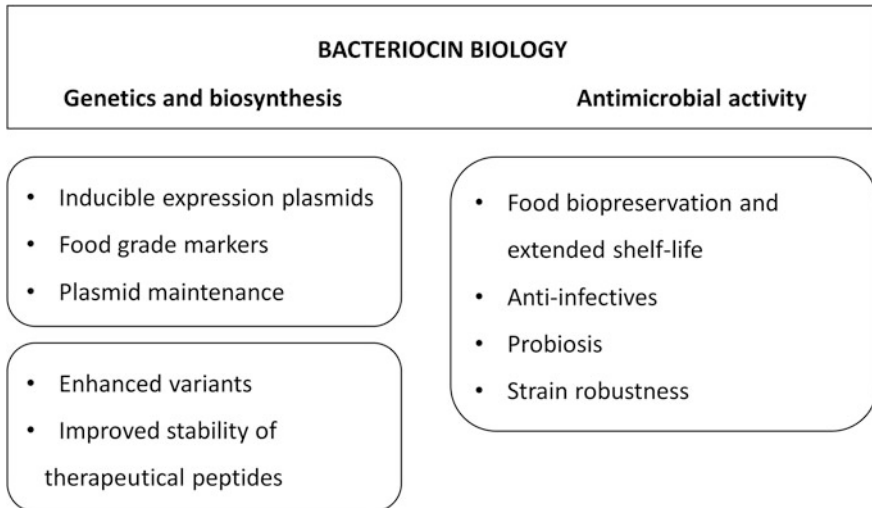 BACTERIOCIN BIOLOGY
Genetics and biosynthesis
Antimicrobial activity
• Inducible expression plasmids
• Food grade markers
• Plasmid maintenance
• Enhanced variants
• Improved stability of
therapeutical peptides
• Food biopreservation and
extended shelf-life
• Anti-infectives
• Probiosis
• Strain robustness